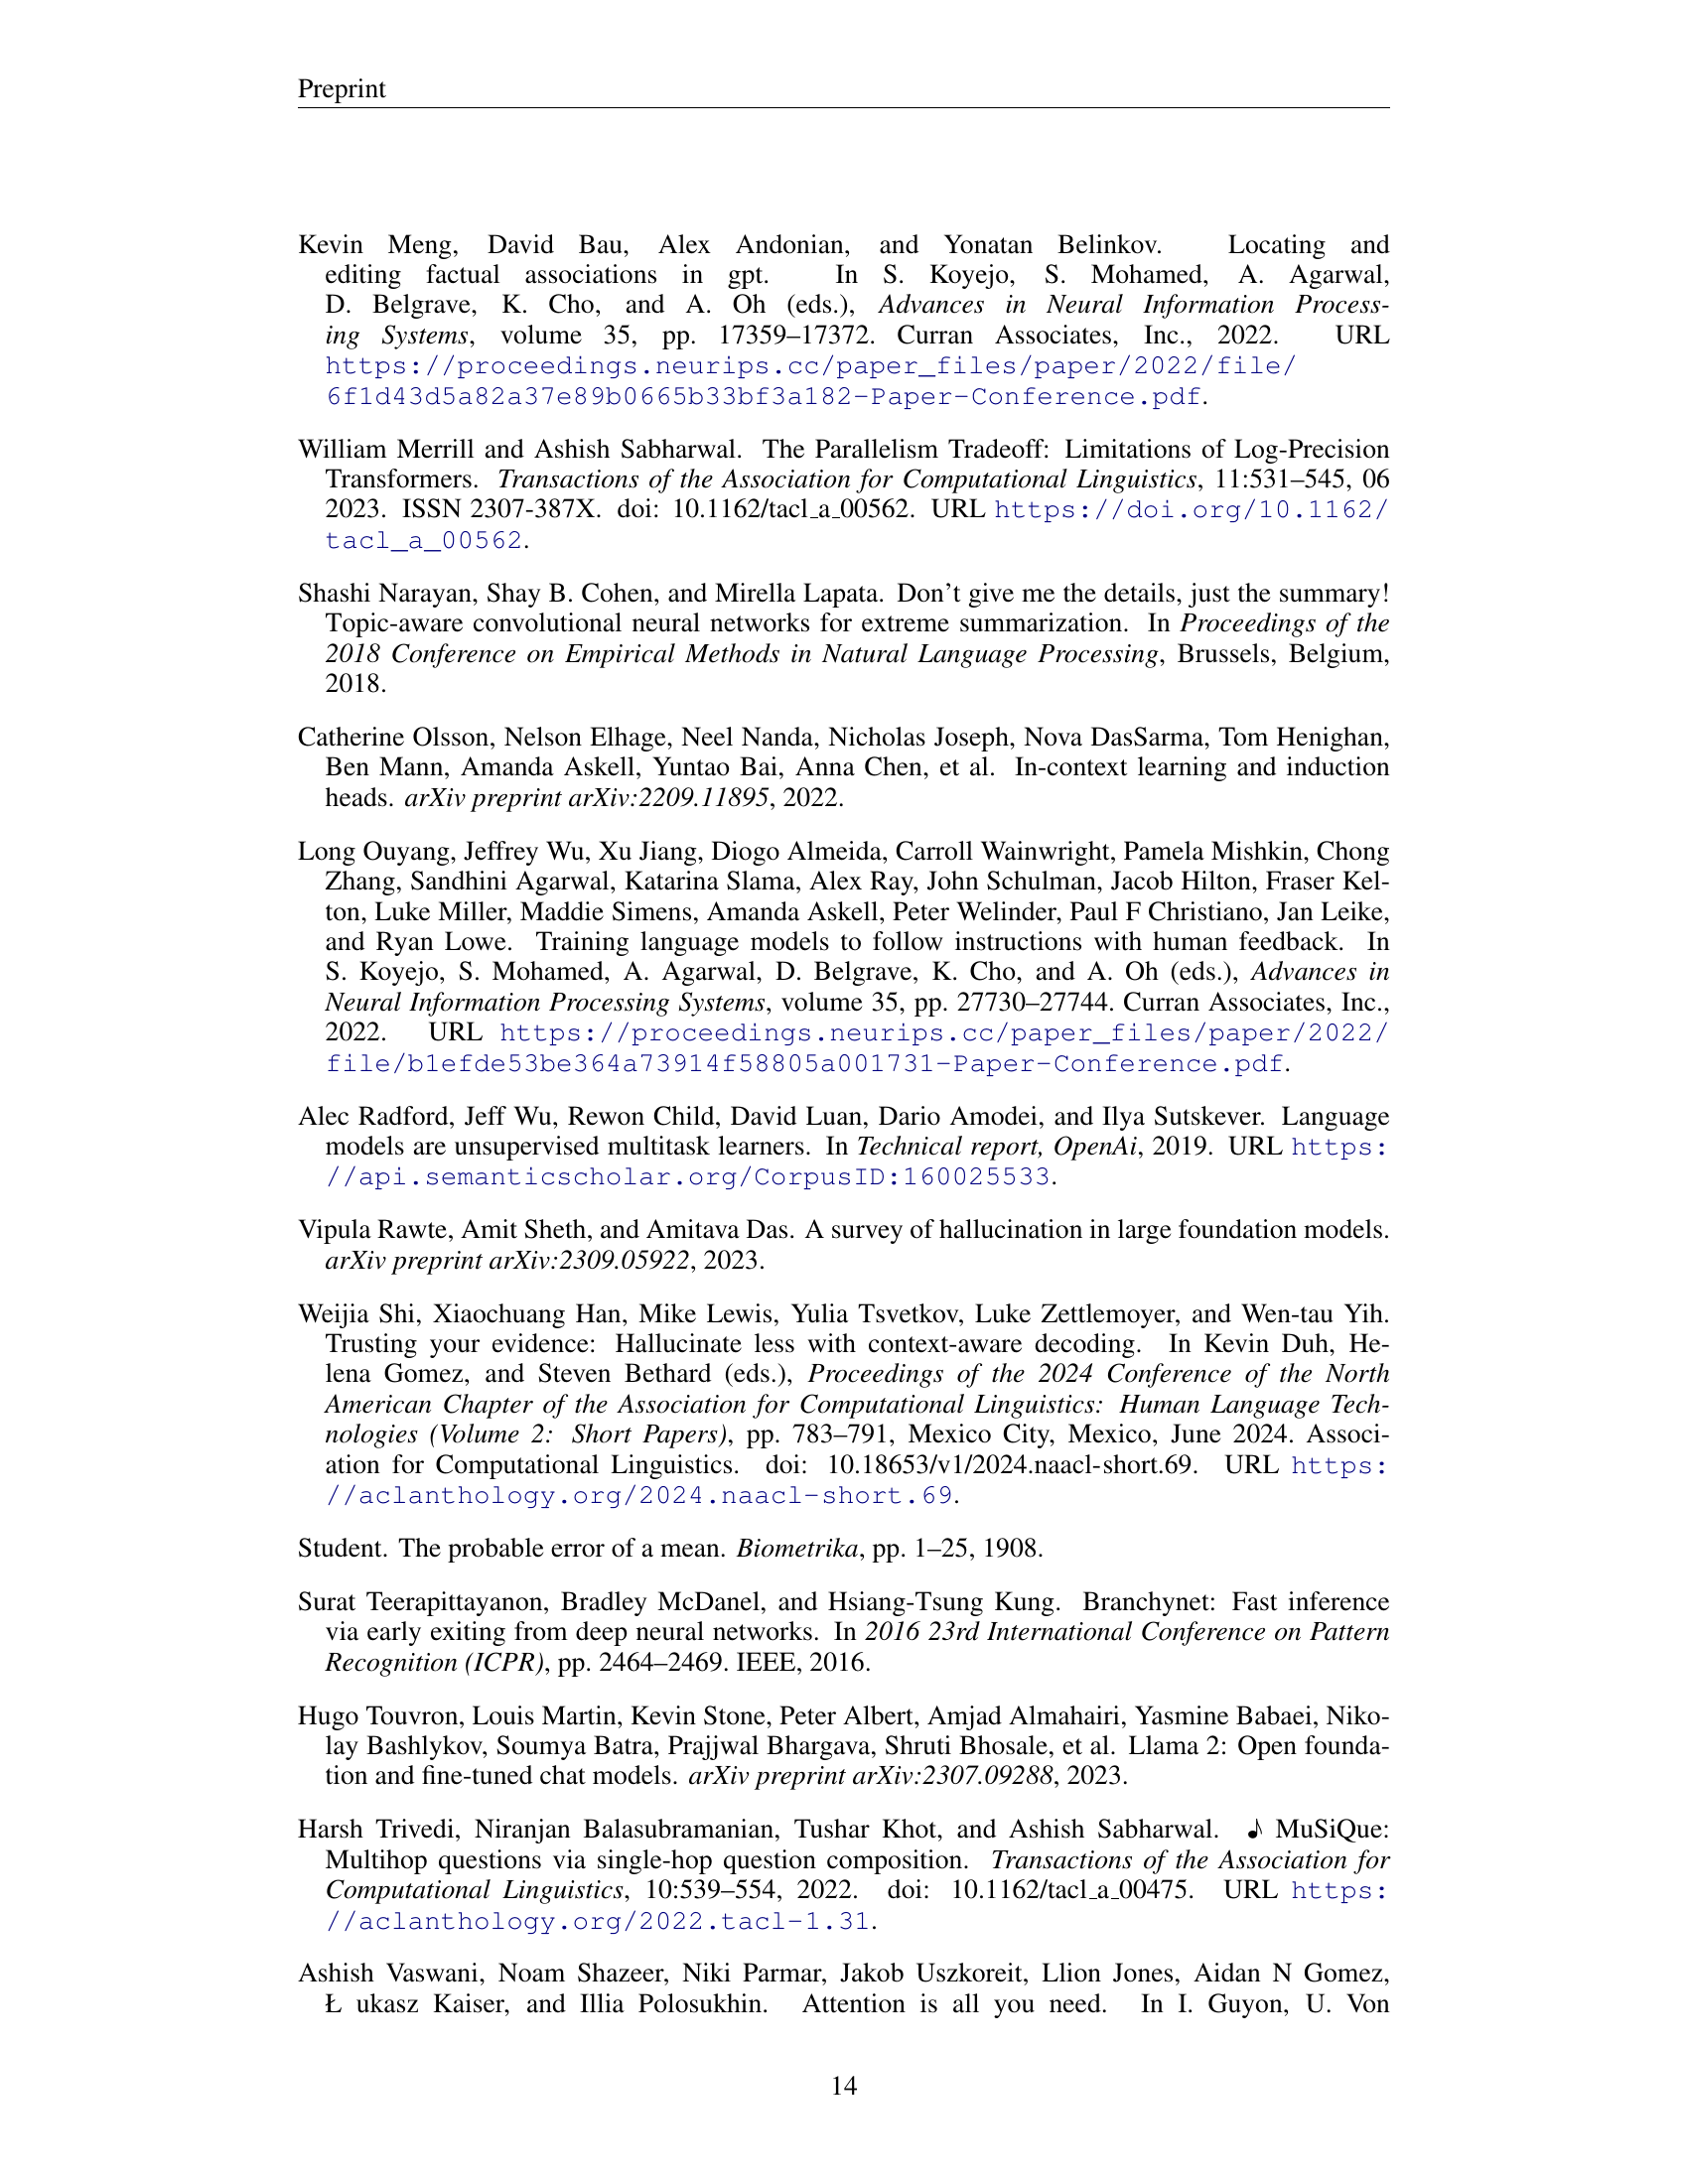 Preprint
Kevin Meng, David Bau, Alex Andonian, and Yonatan Belinkov. Locating and
editing factual associations in gpt. In S. Koyejo, S. Mohamed, A. Agarwal,
D. Belgrave, K. Cho, and A. Oh (eds.), Advances in Neural Information Process-
ing Systems, volume 35, pp. 17359–17372. Curran Associates, Inc., 2022. URL
https://proceedings.neurips.cc/paper_files/paper/2022/file/
6f1d43d5a82a37e89b0665b33bf3a182-Paper-Conference.pdf.
William Merrill and Ashish Sabharwal. The Parallelism Tradeoff: Limitations of Log-Precision
Transformers. Transactions of the Association for Computational Linguistics, 11:531–545, 06
2023. ISSN 2307-387X. doi: 10.1162/tacl_a_00562. URL https://doi.org/10.1162/
tacl_a_00562.
Shashi Narayan, Shay B. Cohen, and Mirella Lapata. Don't give me the details, just the summary!
Topic-aware convolutional neural networks for extreme summarization. In Proceedings of the
2018 Conference on Empirical Methods in Natural Language Processing, Brussels, Belgium,
2018.
Catherine Olsson, Nelson Elhage, Neel Nanda, Nicholas Joseph, Nova DasSarma, Tom Henighan,
Ben Mann, Amanda Askell, Yuntao Bai, Anna Chen, et al. In-context learning and induction
heads. arXiv preprint arXiv:2209.11895, 2022.
Long Ouyang, Jeffrey Wu, Xu Jiang, Diogo Almeida, Carroll Wainwright, Pamela Mishkin, Chong
Zhang, Sandhini Agarwal, Katarina Slama, Alex Ray, John Schulman, Jacob Hilton, Fraser Kel-
ton, Luke Miller, Maddie Simens, Amanda Askell, Peter Welinder, Paul F Christiano, Jan Leike,
and Ryan Lowe. Training language models to follow instructions with human feedback. In
S. Koyejo, S. Mohamed, A. Agarwal, D. Belgrave, K. Cho, and A. Oh (eds.), Advances in
Neural Information Processing Systems, volume 35, pp. 27730–27744. Curran Associates, Inc.,
2022. URL https://proceedings.neurips.cc/paper_files/paper/2022/
file/b1efde53be364a73914f58805a001731-Paper-Conference.pdf.
Alec Radford, Jeff Wu, Rewon Child, David Luan, Dario Amodei, and Ilya Sutskever. Language
models are unsupervised multitask learners. In Technical report, OpenAi, 2019. URL https:
//api.semanticscholar.org/CorpusID:160025533.
Vipula Rawte, Amit Sheth, and Amitava Das. A survey of hallucination in large foundation models.
arXiv preprint arXiv:2309.05922, 2023.
Weijia Shi, Xiaochuang Han, Mike Lewis, Yulia Tsvetkov, Luke Zettlemoyer, and Wen-tau Yih.
Trusting your evidence: Hallucinate less with context-aware decoding. In Kevin Duh, He-
lena Gomez, and Steven Bethard (eds.), Proceedings of the 2024 Conference of the North
American Chapter of the Association for Computational Linguistics: Human Language Tech-
nologies (Volume 2: Short Papers), pp. 783–791, Mexico City, Mexico, June 2024. Associ-
ation for Computational Linguistics. doi: 10.18653/v1/2024.naacl-short.69. URL https:
//aclanthology.org/2024.naacl-short.69.
Student. The probable error of a mean. Biometrika, pp. 1–25, 1908.
Surat Teerapittayanon, Bradley McDanel, and Hsiang-Tsung Kung. Branchynet: Fast inference
via early exiting from deep neural networks. In 2016 23rd International Conference on Pattern
Recognition (ICPR), pp. 2464–2469. IEEE, 2016.
Hugo Touvron, Louis Martin, Kevin Stone, Peter Albert, Amjad Almahairi, Yasmine Babaei, Niko-
lay Bashlykov, Soumya Batra, Prajjwal Bhargava, Shruti Bhosale, et al. Llama 2: Open founda-
tion and fine-tuned chat models. arXiv preprint arXiv:2307.09288, 2023.
Harsh Trivedi, Niranjan Balasubramanian, Tushar Khot, and Ashish Sabharwal. ♪ MuSiQue:
Multihop questions via single-hop question composition. Transactions of the Association for
Computational Linguistics, 10:539–554, 2022. doi: 10.1162/tacl_a_00475. URL https:
//aclanthology.org/2022.tacl-1.31.
Ashish Vaswani, Noam Shazeer, Niki Parmar, Jakob Uszkoreit, Llion Jones, Aidan N Gomez,
Ł ukasz Kaiser, and Illia Polosukhin. Attention is all you need. In I. Guyon, U. Von
14